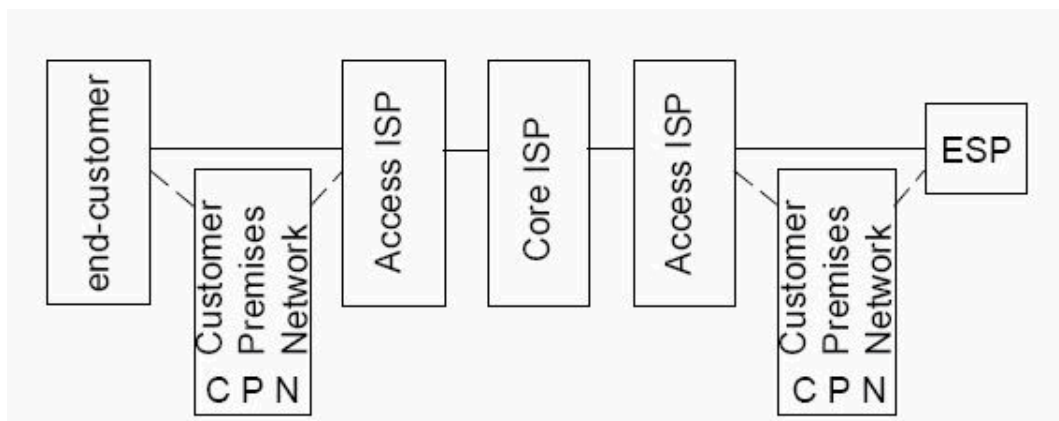 end-customer
Customer
Premises
Network
C P N
Access ISP
Core ISP
Access ISP
Customer
Premises
Network
C P N
ESP